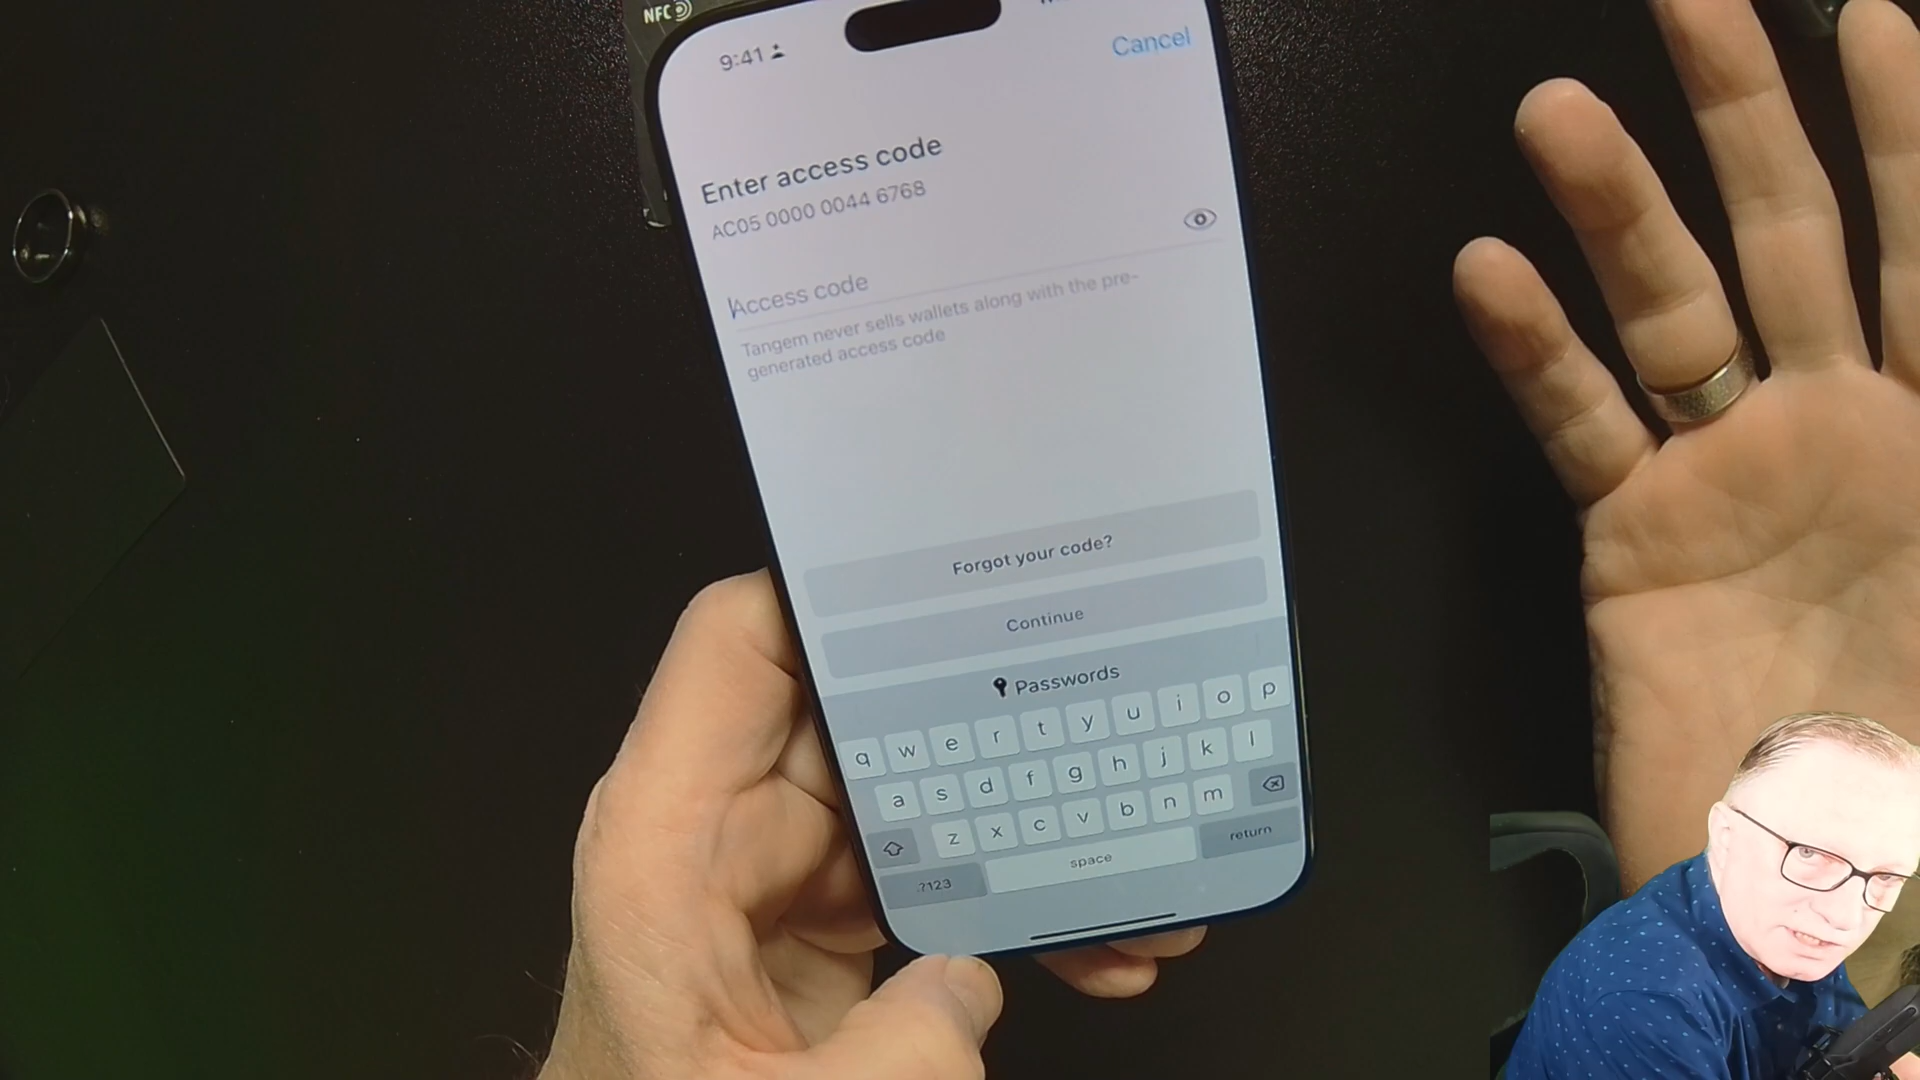 NFC
9:41
Cancel
Enter access code
AC05 0000 0044 6768
Access code
Tangem never sells wallets along with the pre-
generated access code
Forgot your code?
Continue
Passwords
q w e r t y u i o p
a s d f g h j k l
z x c v b n m
.?123 space return